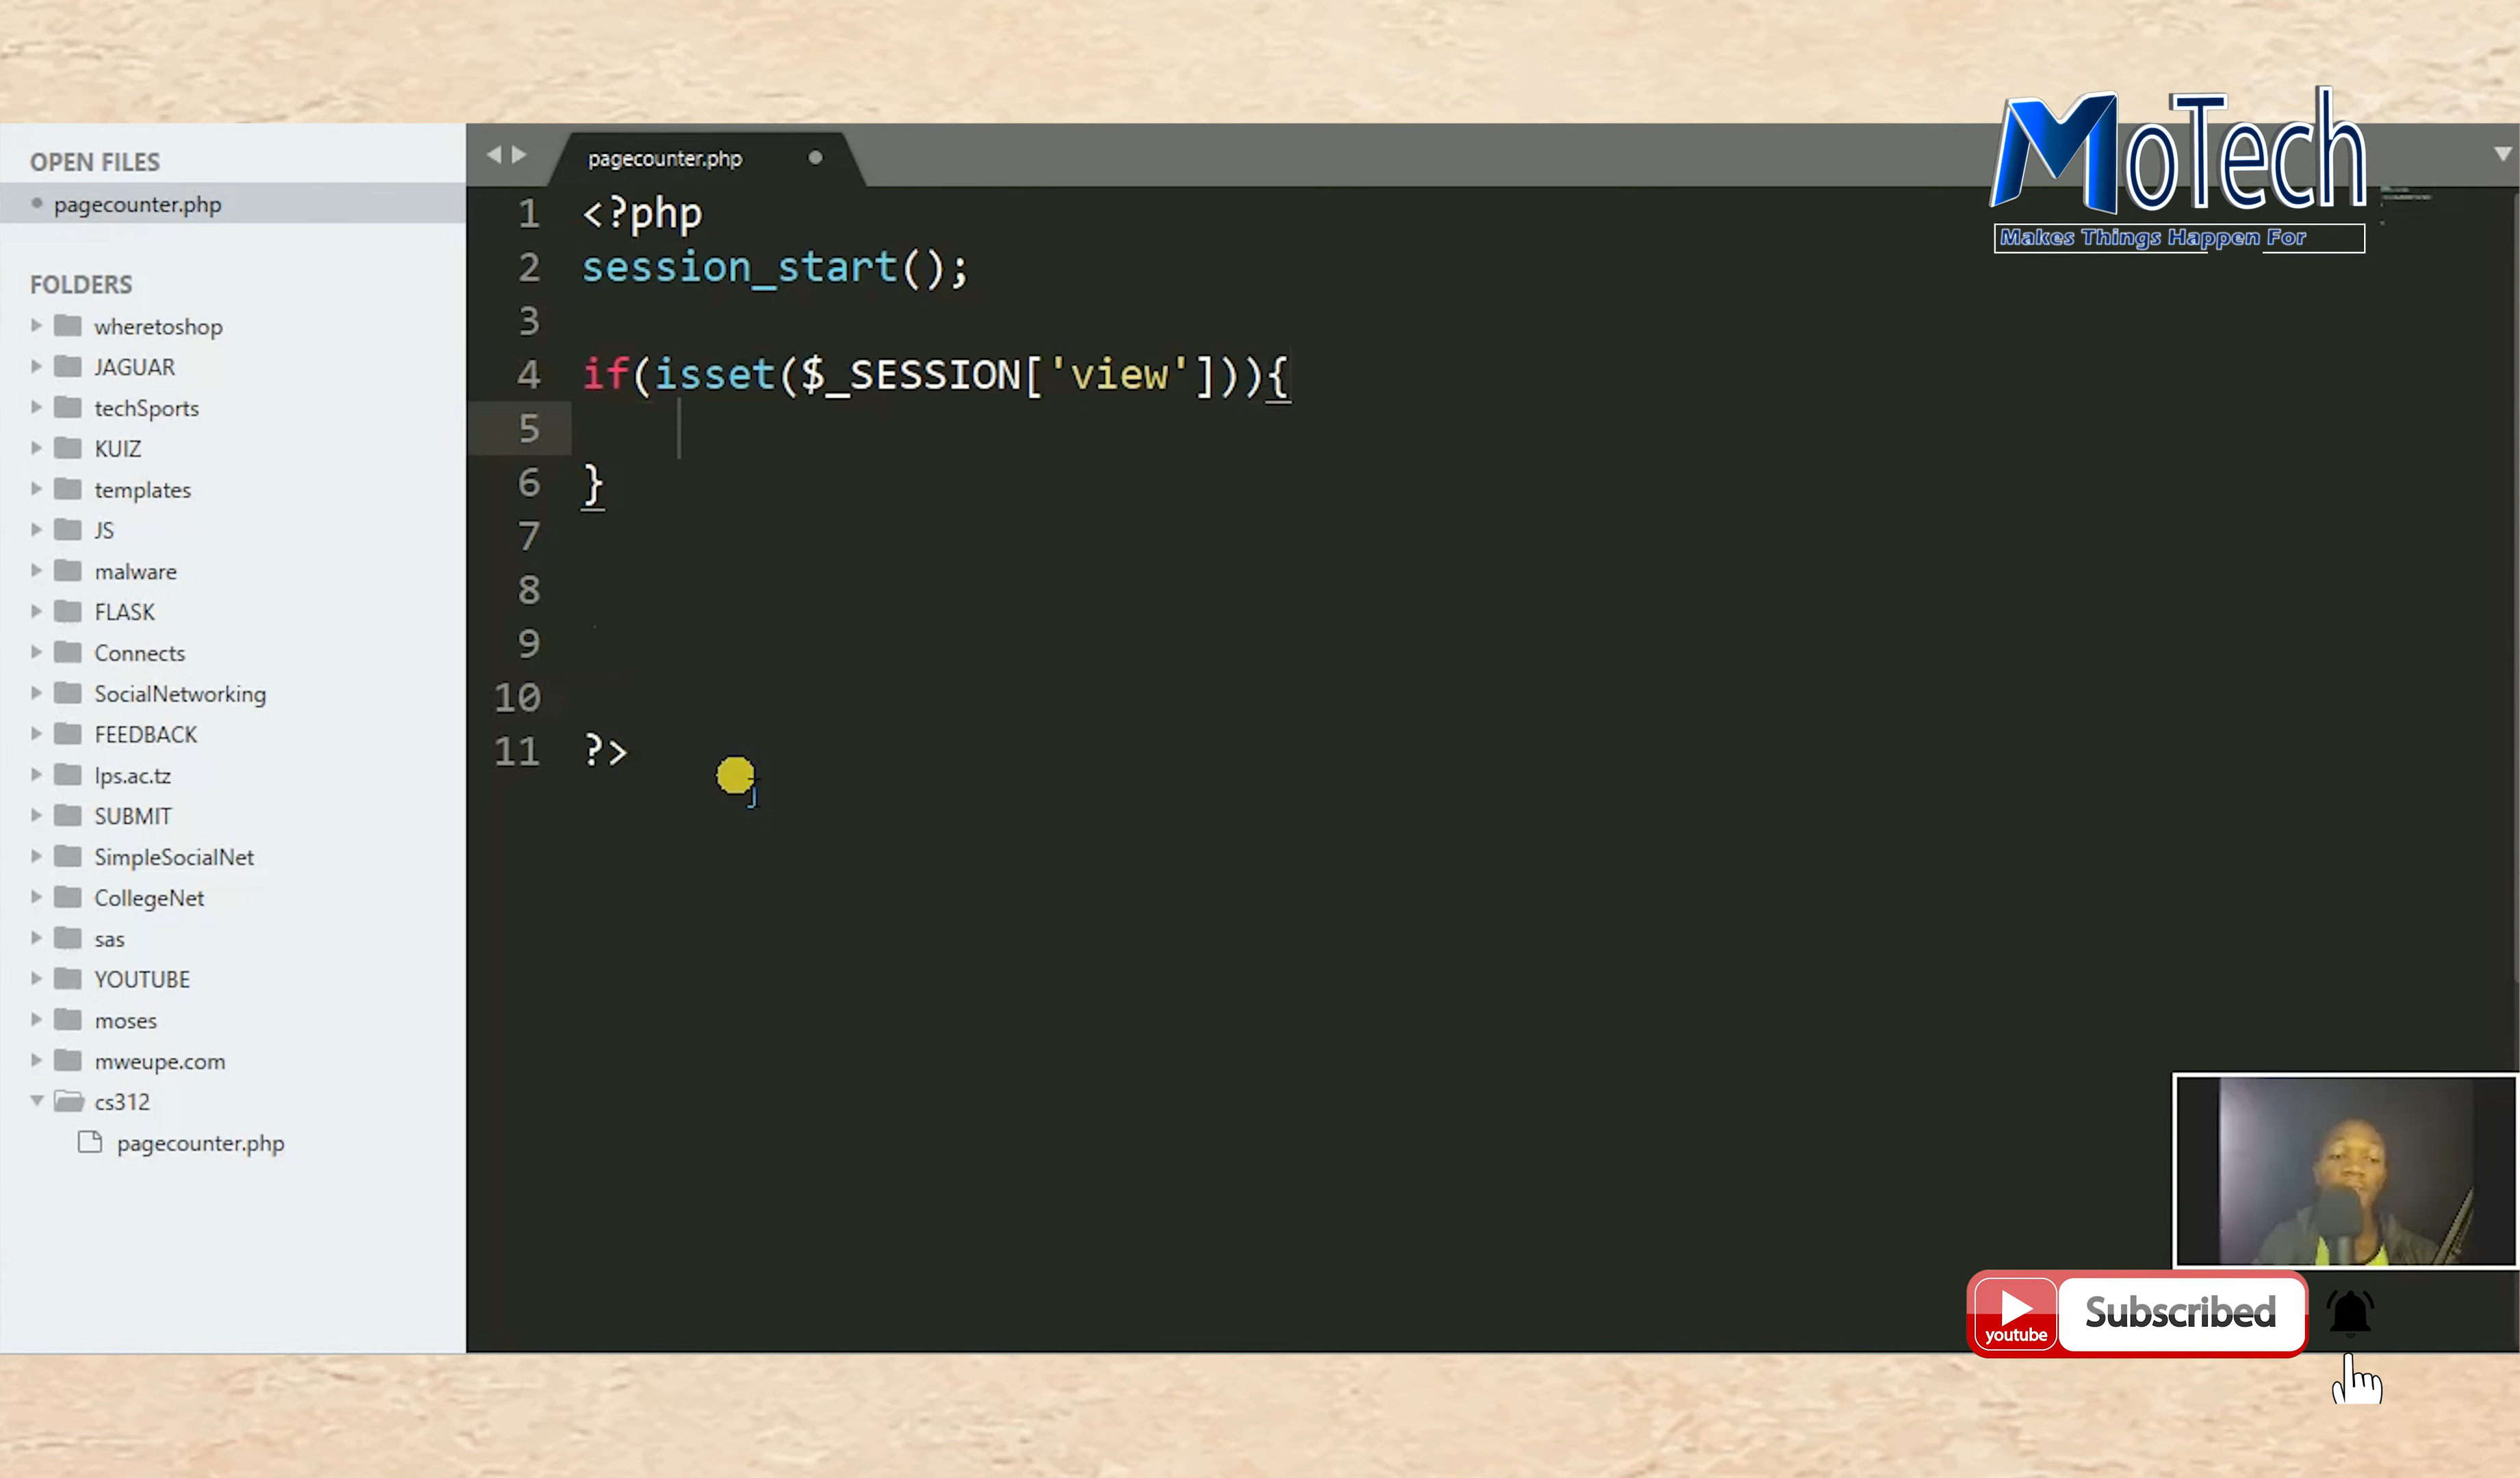 OPEN FILES
pagecounter.php
FOLDERS
wheretoshop
JAGUAR
techSports
KUIZ
templates
JS
malware
FLASK
Connects
SocialNetworking
FEEDBACK
lps.ac.tz
SUBMIT
SimpleSocialNet
CollegeNet
sas
YOUTUBE
moses
mweupe.com
cs312
pagecounter.php
pagecounter.php
1 <?php
2 session_start();
3
4 if(isset($_SESSION['view'])){
5
6 }
7
8
9
10
11 ?>
MoTech
Makes Things Happen For
youtube
Subscribed